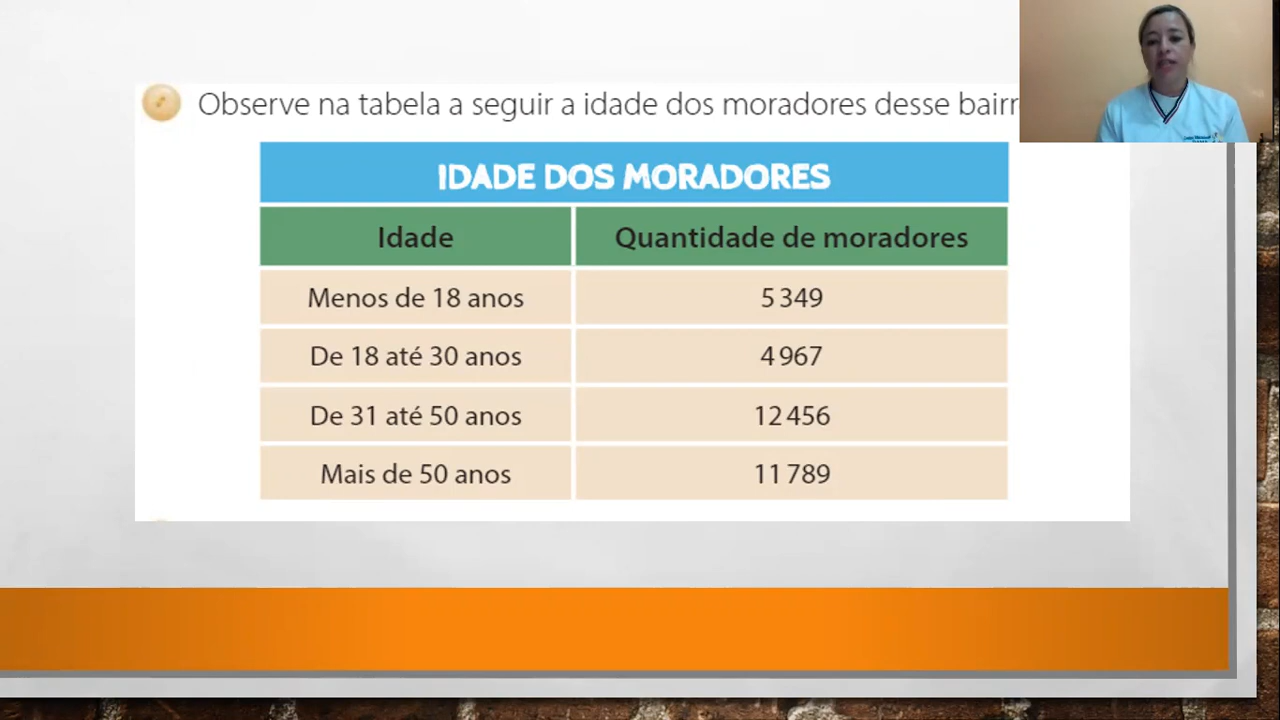 Observe na tabela a seguir a idade dos moradores desse
IDADE DOS MORADORES
Idade Quantidade de moradores
Menos de 18 anos 5 349
De 18 até 30 anos 4 967
De 31 até 50 anos 12 456
Mais de 50 anos 11 789